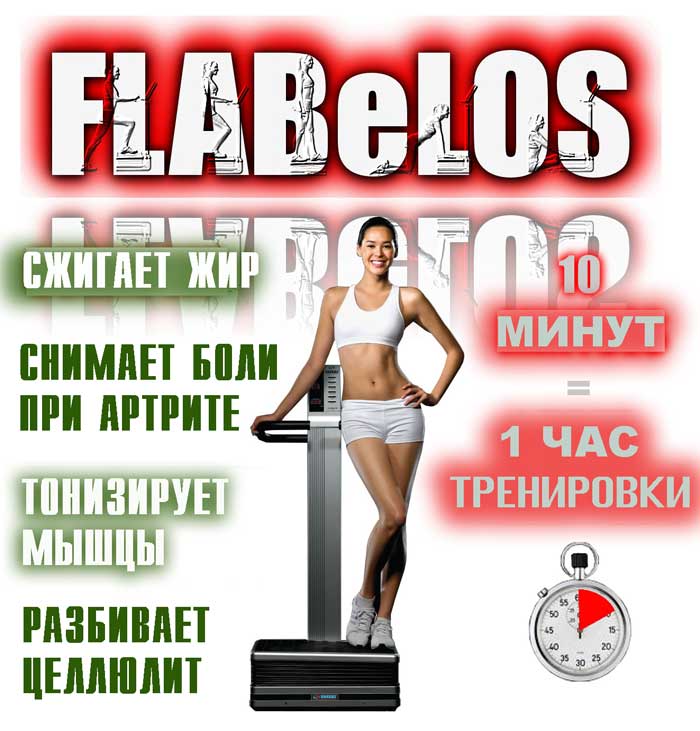 FLABeLOS
СЖИГАЕТ ЖИР
СНИМАЕТ БОЛИ
ПРИ АРТРИТЕ
ТОНИЗИРУЕТ
МЫШЦЫ
РАЗБИВАЕТ
ЦЕЛЛЮЛИТ
10
МИНУТ
=
1 ЧАС
ТРЕНИРОВКИ